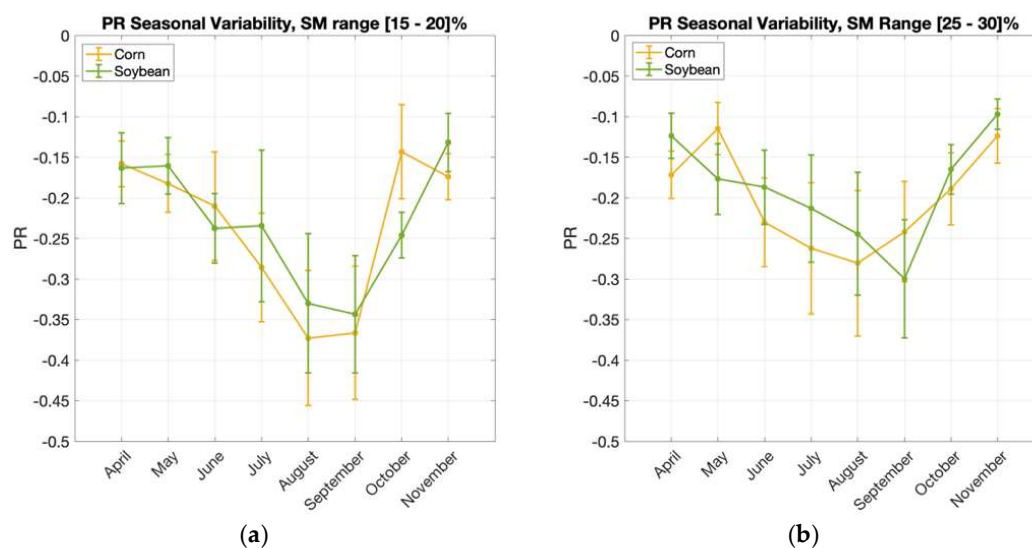 PR Seasonal Variability, SM range [15 - 20]%
0
-0.05
-0.1
-0.15
-0.2
-0.25
-0.3
-0.35
-0.4
-0.45
-0.5
PR
Corn
Soybean
April
May
June
July
August
September
October
November
(a)
PR Seasonal Variability, SM Range [25 - 30]%
0
-0.05
-0.1
-0.15
-0.2
-0.25
-0.3
-0.35
-0.4
-0.45
-0.5
PR
Corn
Soybean
April
May
June
July
August
September
October
November
(b)